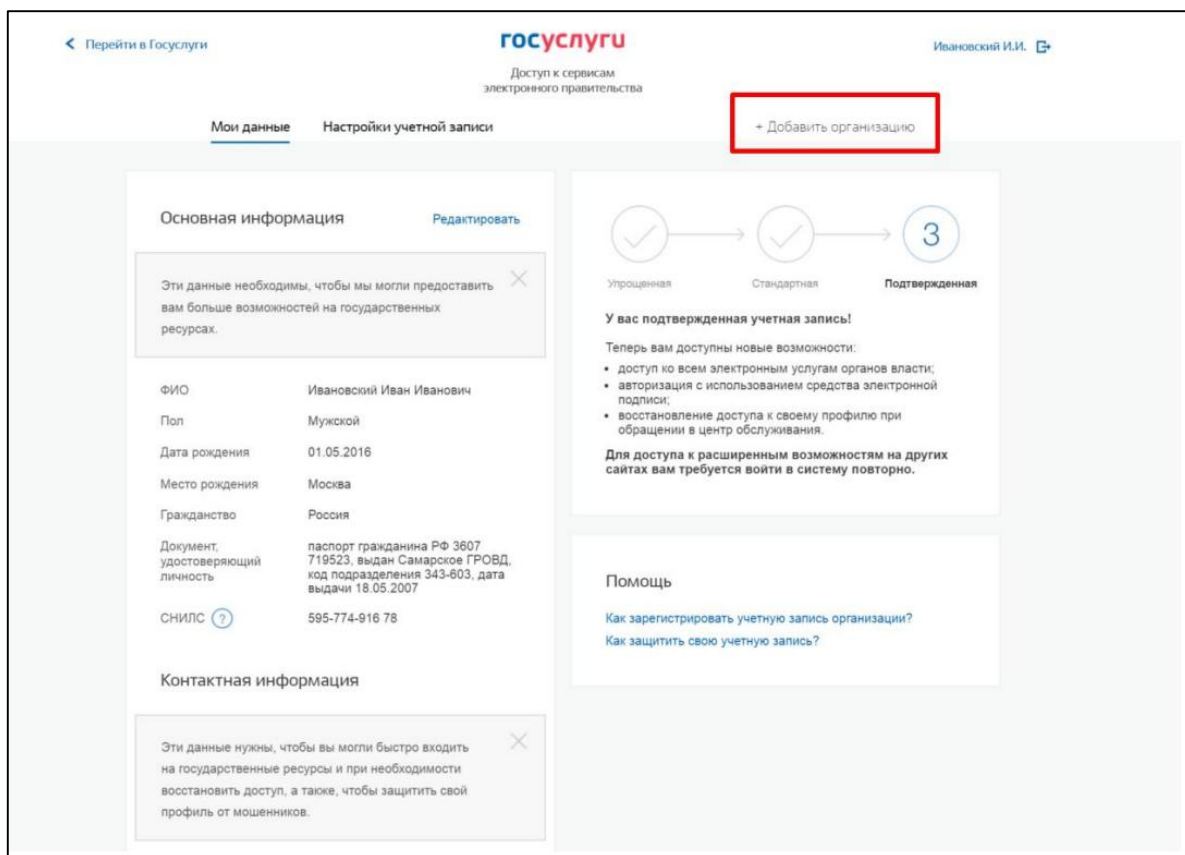 Перейти в Госуслуги
госуслуги
Ивановский И.И.
Доступ к сервисам
электронного правительства
Мои данные
Настройки учетной записи
+ Добавить организацию
Основная информация
Редактировать
Эти данные необходимы, чтобы мы могли предоставить
вам больше возможностей на государственных
ресурсах.
ФИО
Ивановский Иван Иванович
Пол
Мужской
Дата рождения
01.05.2016
Место рождения
Москва
Гражданство
Россия
Документ,
удостоверяющий
личность
паспорт гражданина РФ 3607
719523, выдан Самарское ГРОВД,
код подразделения 343-603, дата
выдачи 18.05.2007
СНИЛС ?
595-774-916 78
Контактная информация
Эти данные нужны, чтобы вы могли быстро входить
на государственные ресурсы и при необходимости
восстановить доступ, а также, чтобы защитить свой
профиль от мошенников.
3
Упрощенная
Стандартная
Подтвержденная
У вас подтвержденная учетная запись!
Теперь вам доступны новые возможности:
• доступ ко всем электронным услугам органов власти;
• авторизация с использованием средства электронной
подписи;
• восстановление доступа к своему профилю при
обращении в центр обслуживания.
Для доступа к расширенным возможностям на других
сайтах вам требуется войти в систему повторно.
Помощь
Как зарегистрировать учетную запись организации?
Как защитить свою учетную запись?